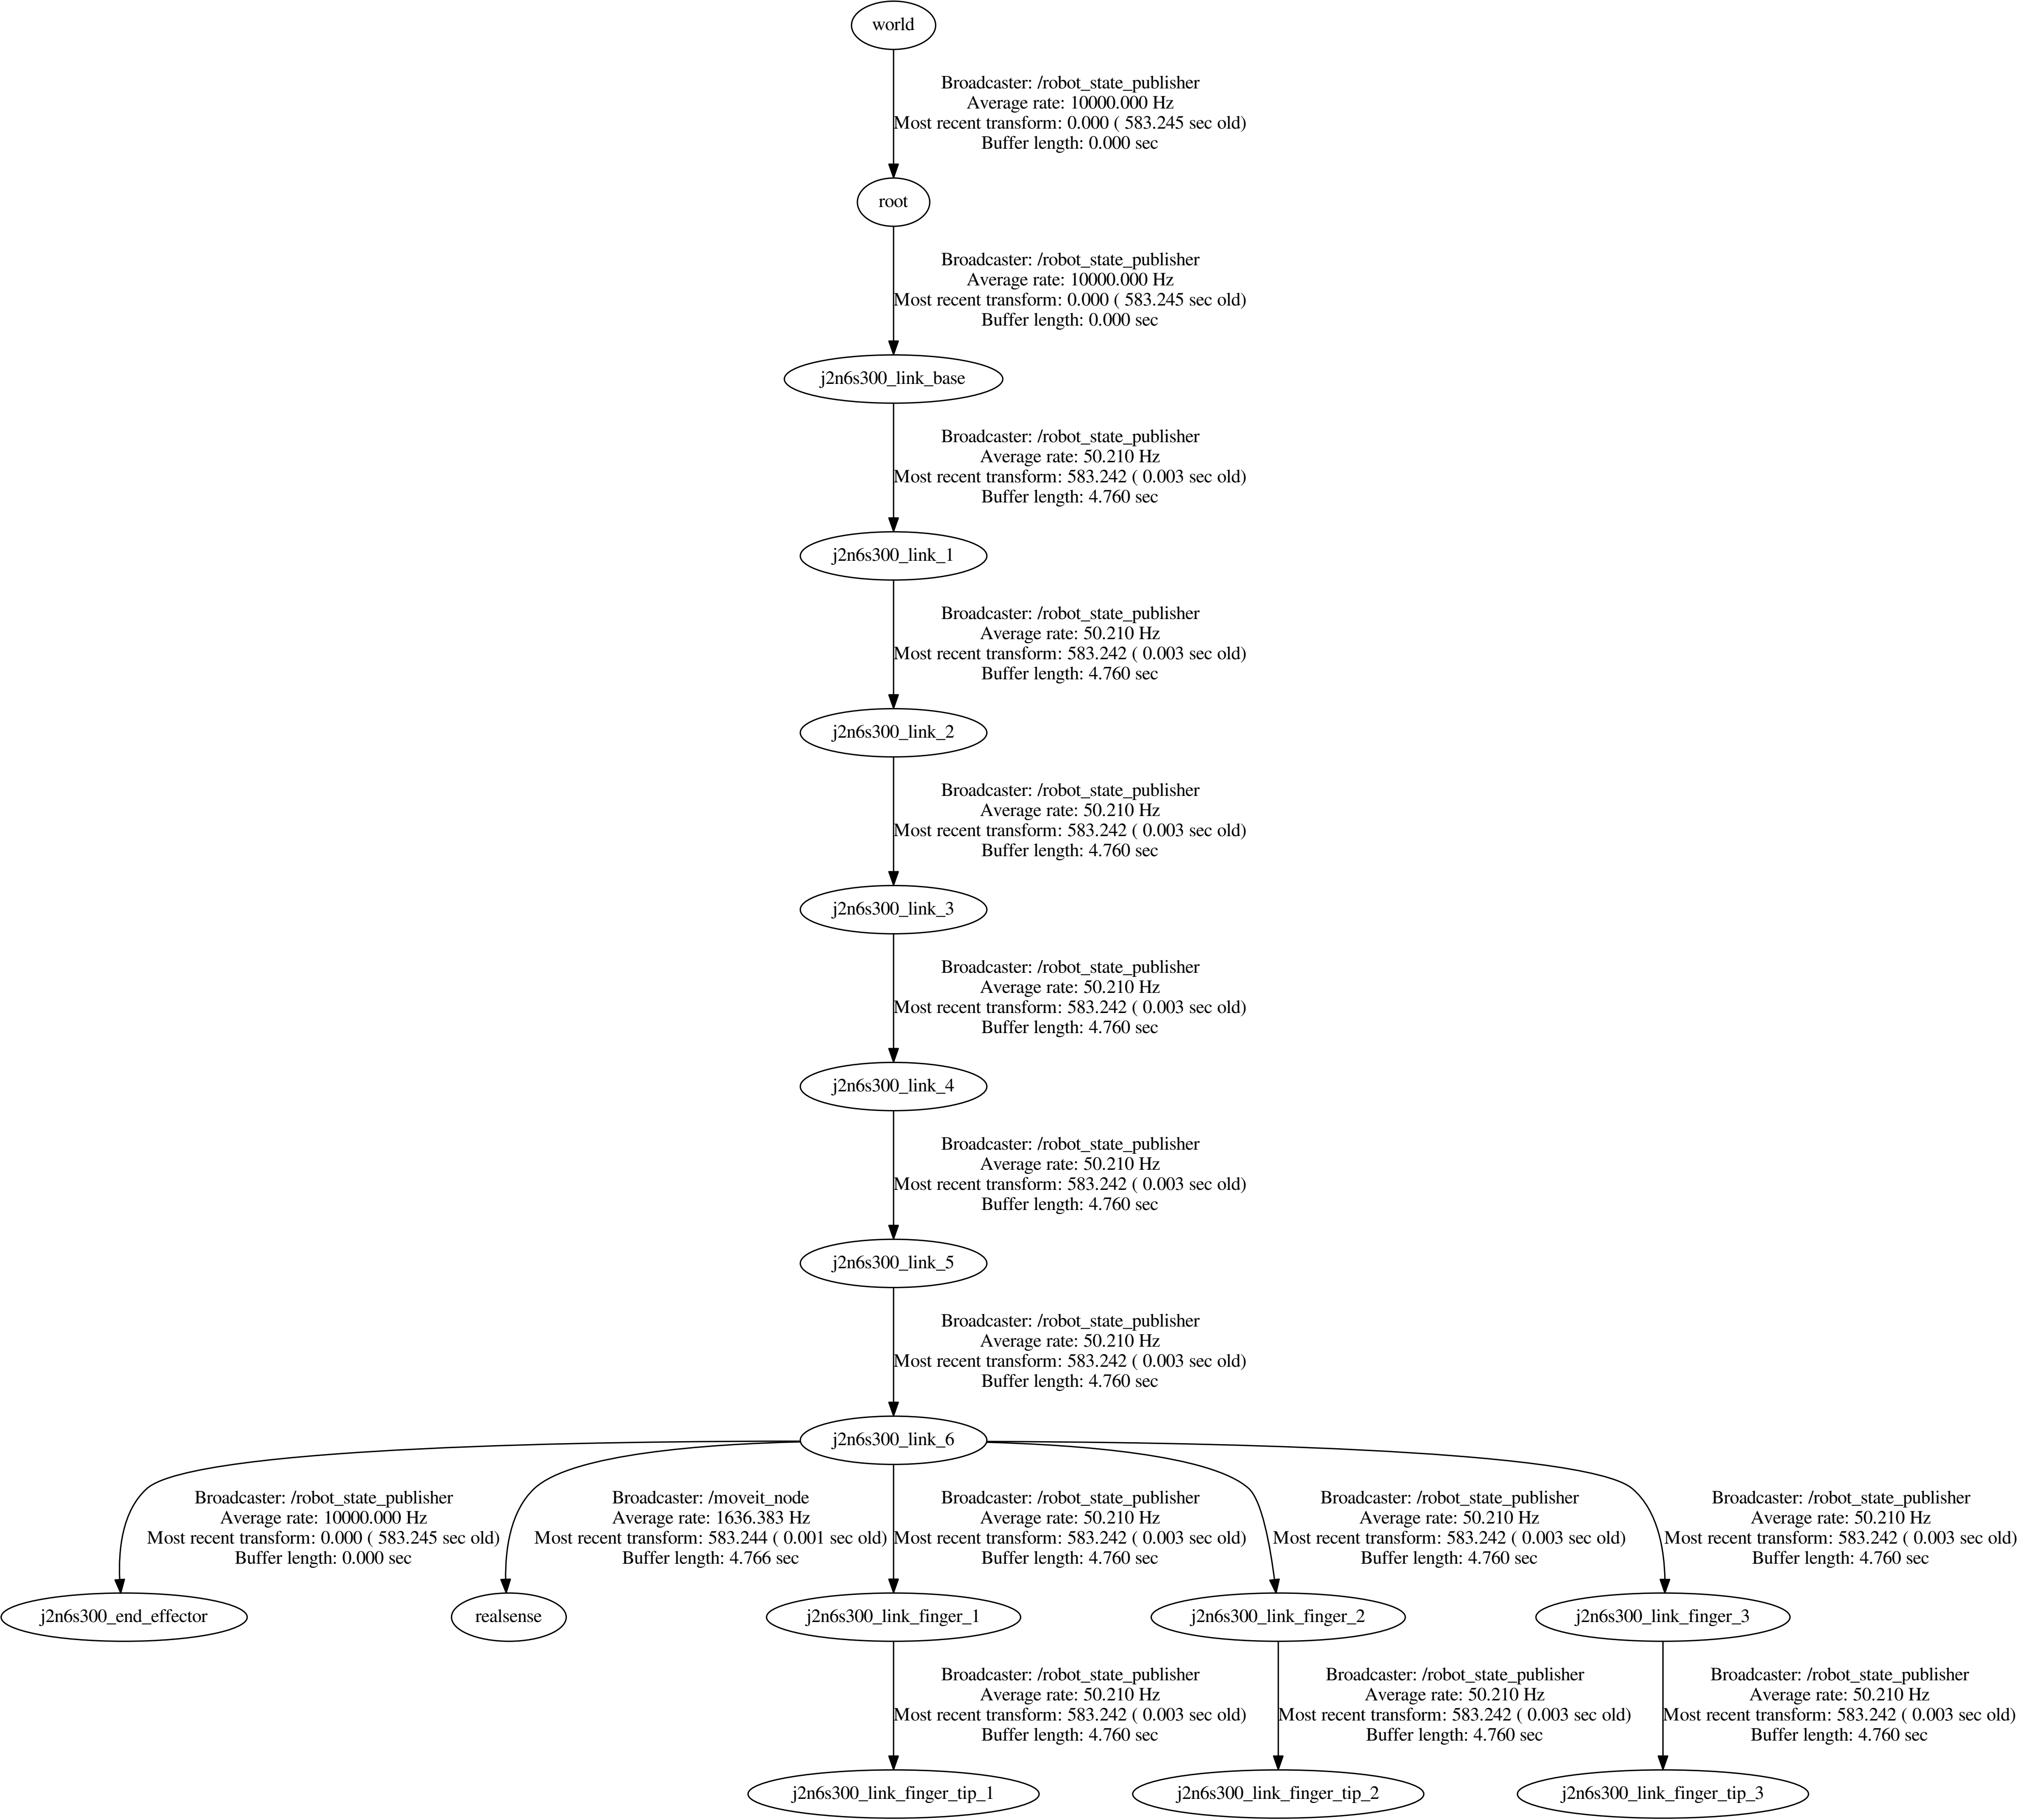 world
Broadcaster: /robot_state_publisher
Average rate: 10000.000 Hz
Most recent transform: 0.000 ( 583.245 sec old)
Buffer length: 0.000 sec
root
Broadcaster: /robot_state_publisher
Average rate: 10000.000 Hz
Most recent transform: 0.000 ( 583.245 sec old)
Buffer length: 0.000 sec
j2n6s300_link_base
Broadcaster: /robot_state_publisher
Average rate: 50.210 Hz
Most recent transform: 583.242 ( 0.003 sec old)
Buffer length: 4.760 sec
j2n6s300_link_1
Broadcaster: /robot_state_publisher
Average rate: 50.210 Hz
Most recent transform: 583.242 ( 0.003 sec old)
Buffer length: 4.760 sec
j2n6s300_link_2
Broadcaster: /robot_state_publisher
Average rate: 50.210 Hz
Most recent transform: 583.242 ( 0.003 sec old)
Buffer length: 4.760 sec
j2n6s300_link_3
Broadcaster: /robot_state_publisher
Average rate: 50.210 Hz
Most recent transform: 583.242 ( 0.003 sec old)
Buffer length: 4.760 sec
j2n6s300_link_4
Broadcaster: /robot_state_publisher
Average rate: 50.210 Hz
Most recent transform: 583.242 ( 0.003 sec old)
Buffer length: 4.760 sec
j2n6s300_link_5
Broadcaster: /robot_state_publisher
Average rate: 50.210 Hz
Most recent transform: 583.242 ( 0.003 sec old)
Buffer length: 4.760 sec
j2n6s300_link_6
Broadcaster: /robot_state_publisher
Average rate: 10000.000 Hz
Most recent transform: 0.000 ( 583.245 sec old)
Buffer length: 0.000 sec
Broadcaster: /moveit_node
Average rate: 1636.383 Hz
Most recent transform: 583.244 ( 0.001 sec old)
Buffer length: 4.766 sec
Broadcaster: /robot_state_publisher
Average rate: 50.210 Hz
Most recent transform: 583.242 ( 0.003 sec old)
Buffer length: 4.760 sec
Broadcaster: /robot_state_publisher
Average rate: 50.210 Hz
Most recent transform: 583.242 ( 0.003 sec old)
Buffer length: 4.760 sec
Broadcaster: /robot_state_publisher
Average rate: 50.210 Hz
Most recent transform: 583.242 ( 0.003 sec old)
Buffer length: 4.760 sec
j2n6s300_end_effector
realsense
j2n6s300_link_finger_1
j2n6s300_link_finger_2
j2n6s300_link_finger_3
Broadcaster: /robot_state_publisher
Average rate: 50.210 Hz
Most recent transform: 583.242 ( 0.003 sec old)
Buffer length: 4.760 sec
Broadcaster: /robot_state_publisher
Average rate: 50.210 Hz
Most recent transform: 583.242 ( 0.003 sec old)
Buffer length: 4.760 sec
Broadcaster: /robot_state_publisher
Average rate: 50.210 Hz
Most recent transform: 583.242 ( 0.003 sec old)
Buffer length: 4.760 sec
j2n6s300_link_finger_tip_1
j2n6s300_link_finger_tip_2
j2n6s300_link_finger_tip_3